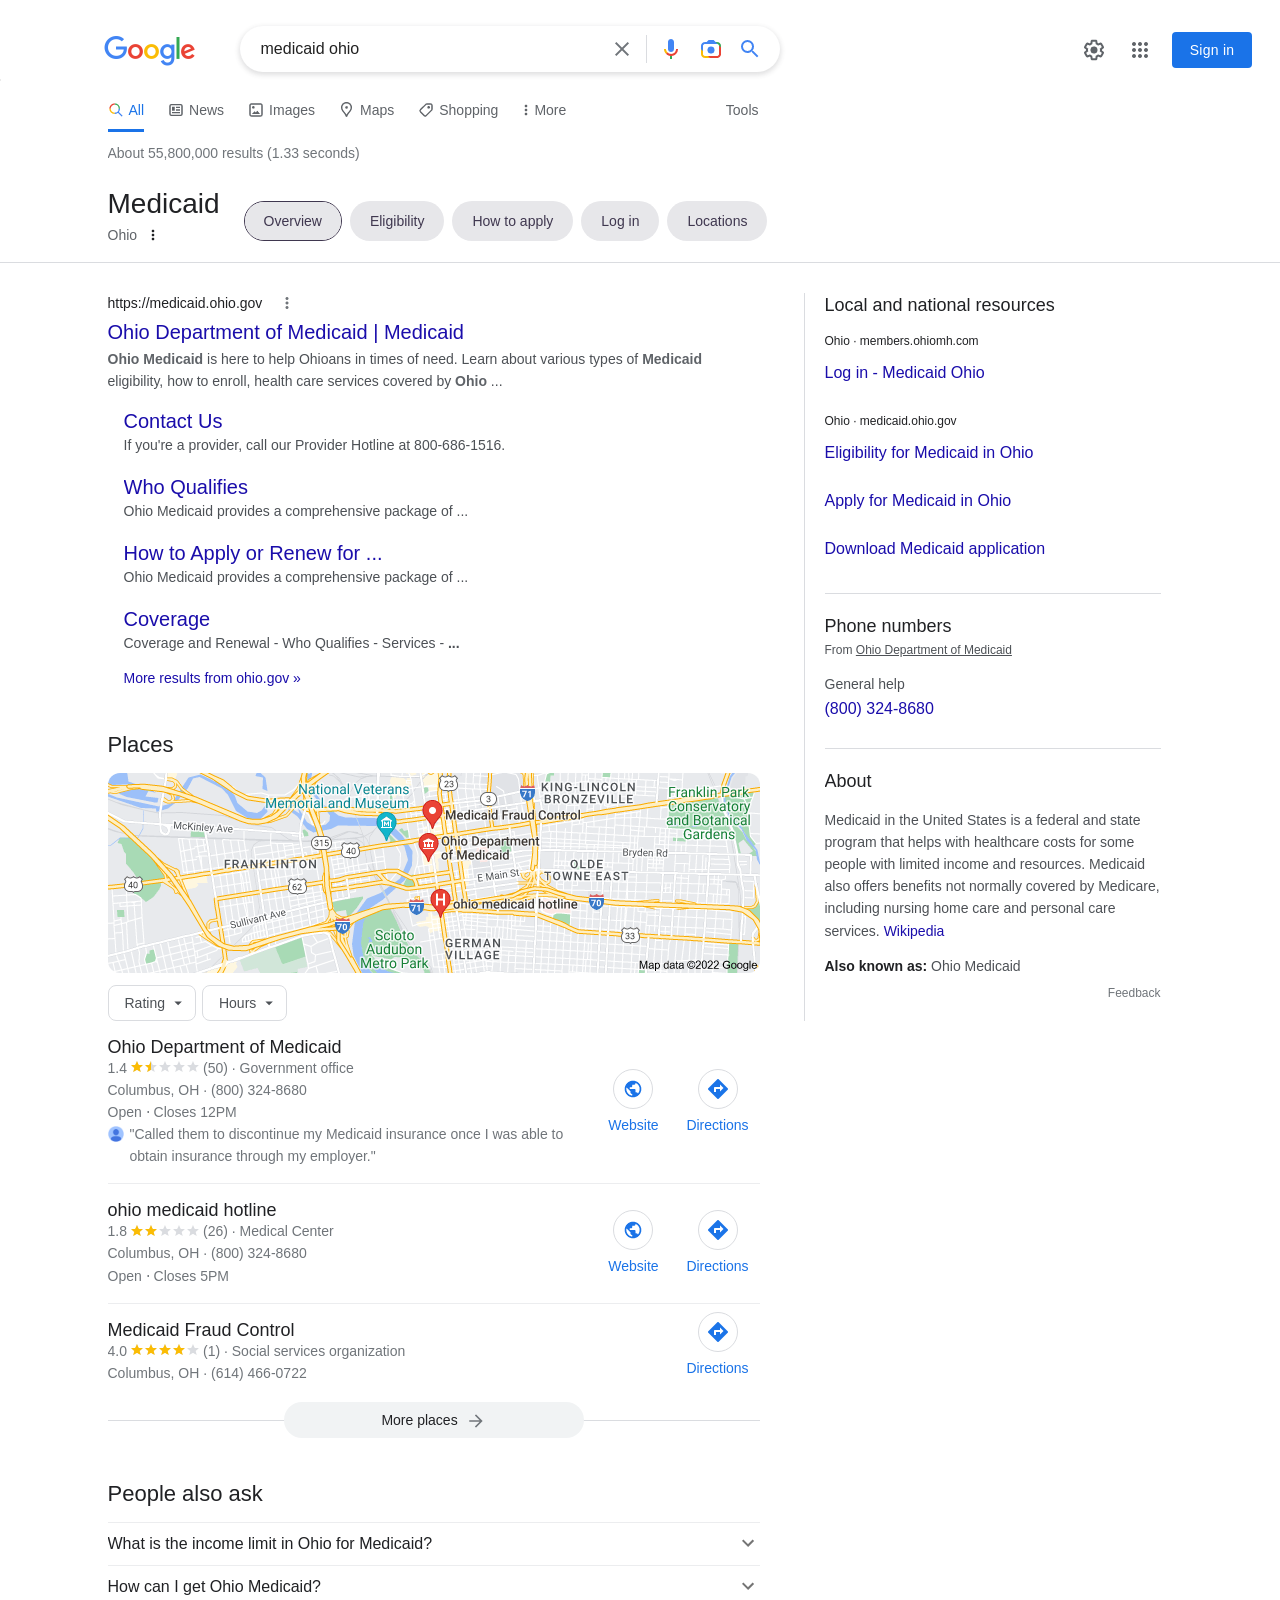 Google
medicaid ohio
Sign in
All
News
Images
Maps
Shopping
More
Tools
About 55,800,000 results (1.33 seconds)
Medicaid
Ohio
Overview
Eligibility
How to apply
Log in
Locations
https://medicaid.ohio.gov
Ohio Department of Medicaid | Medicaid
Ohio Medicaid is here to help Ohioans in times of need. Learn about various types of Medicaid
eligibility, how to enroll, health care services covered by Ohio ...
Contact Us
If you're a provider, call our Provider Hotline at 800-686-1516.
Who Qualifies
Ohio Medicaid provides a comprehensive package of ...
How to Apply or Renew for ...
Ohio Medicaid provides a comprehensive package of ...
Coverage
Coverage and Renewal - Who Qualifies - Services - ...
More results from ohio.gov »
Places
National Veterans
Memorial and Museum
23
3
71
KING-LINCOLN
BRONZEVILLE
Franklin Park
Conservatory
and Botanical
Gardens
McKinley Ave
Medicaid Fraud Control
315
40
Ohio Department
of Medicaid
Bryden Rd
FRANKLINTON
OLDE
TOWNE EAST
E Main St
40
62
Sullivant Ave
71
ohio medicaid hotline
70
70
Scioto
Audubon
Metro Park
GERMAN
VILLAGE
33
Map data ©2022 Google
Rating
Hours
Ohio Department of Medicaid
1.4 (50) · Government office
Columbus, OH · (800) 324-8680
Open · Closes 12PM
"Called them to discontinue my Medicaid insurance once I was able to
obtain insurance through my employer."
Website
Directions
ohio medicaid hotline
1.8 (26) · Medical Center
Columbus, OH · (800) 324-8680
Open · Closes 5PM
Website
Directions
Medicaid Fraud Control
4.0 (1) · Social services organization
Columbus, OH · (614) 466-0722
Directions
More places
People also ask
What is the income limit in Ohio for Medicaid?
How can I get Ohio Medicaid?
Local and national resources
Ohio · members.ohiomh.com
Log in - Medicaid Ohio
Ohio · medicaid.ohio.gov
Eligibility for Medicaid in Ohio
Apply for Medicaid in Ohio
Download Medicaid application
Phone numbers
From Ohio Department of Medicaid
General help
(800) 324-8680
About
Medicaid in the United States is a federal and state
program that helps with healthcare costs for some
people with limited income and resources. Medicaid
also offers benefits not normally covered by Medicare,
including nursing home care and personal care
services. Wikipedia
Also known as: Ohio Medicaid
Feedback